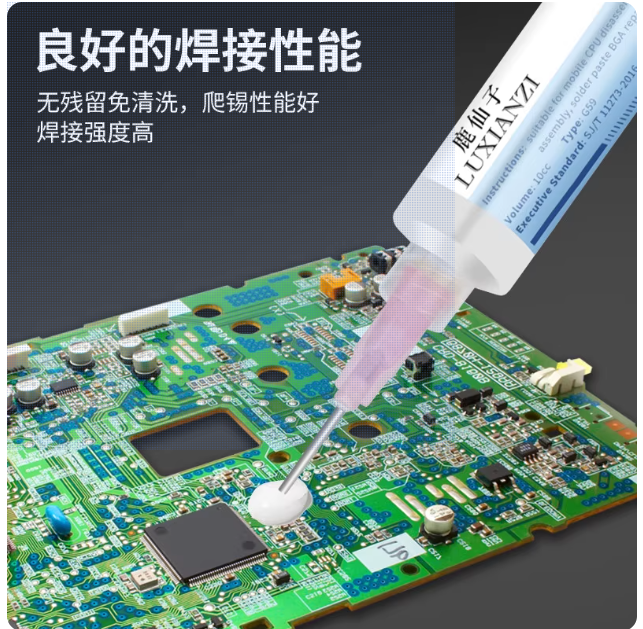 良好的焊接性能
无残留免清洗，爬锡性能好
焊接强度高
鹿仙子
LUXIANZI
Instructions: suitable for mobile CPU disasse
assembly, solder paste BGA rep
Volume: 10cc Type: G59
Executive Standard: SJ/T 11273-2016